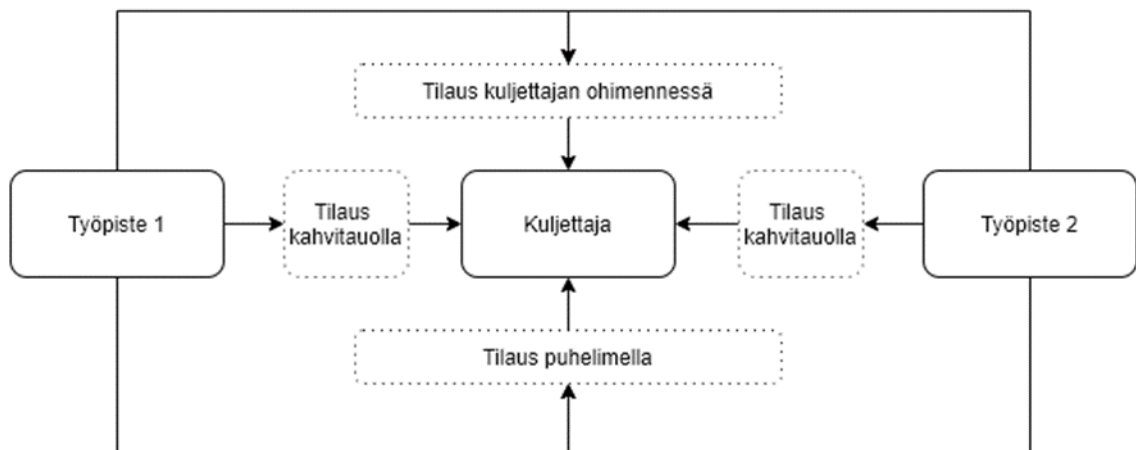 Tilaus kuljettajan ohimennessä
Työpiste 1
Tilaus
kahvitauolla
Kuljettaja
Tilaus
kahvitauolla
Työpiste 2
Tilaus puhelimella